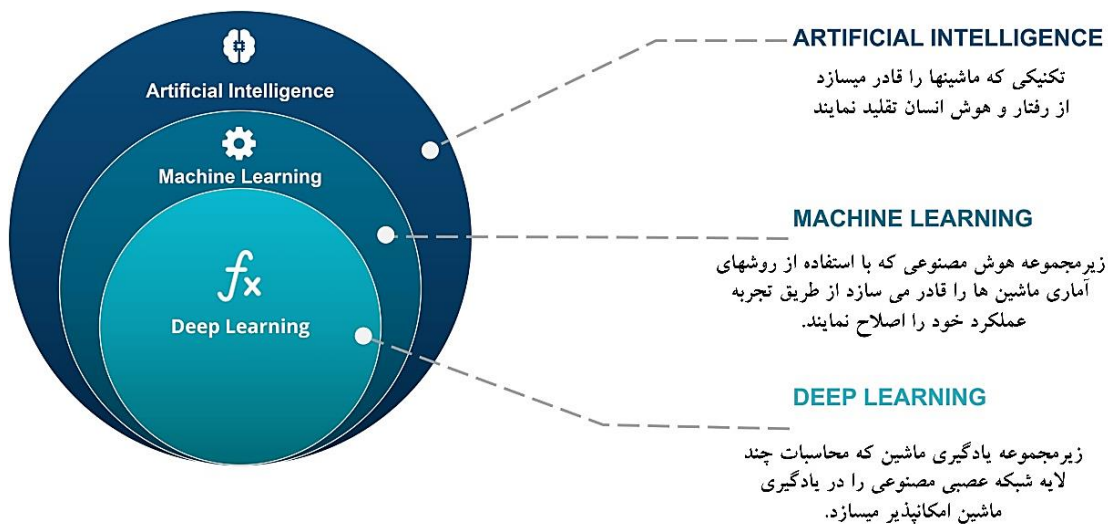 Artificial Intelligence
Machine Learning
fx
Deep Learning
ARTIFICIAL INTELLIGENCE
تکنیکی که ماشینها را قادر میسازد
از رفتار و هوش انسان تقلید نمایند
MACHINE LEARNING
زیرمجموعه هوش مصنوعی که با استفاده از روشهای
آماری ماشین ها را قادر می سازد از طریق تجربه
عملکرد خود را اصلاح نمایند.
DEEP LEARNING
زیرمجموعه یادگیری ماشین که محاسبات چند
لایه شبکه عصبی مصنوعی را در یادگیری
ماشین امکانپذیر میسازد.